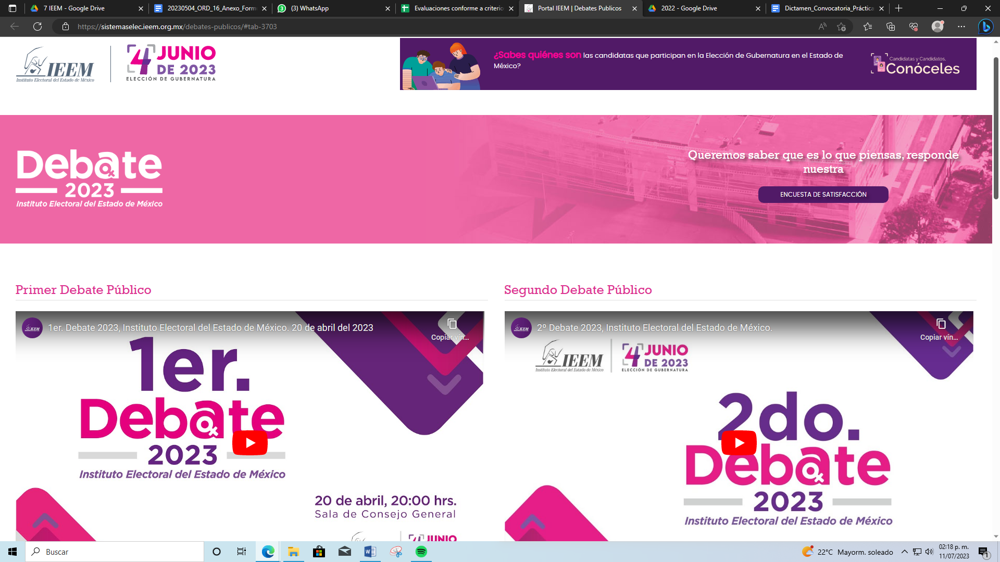 7 IEEM - Google Drive
20230504_ORD_16_Anexo_Form
(3) WhatsApp
Evaluaciones conforme a criterio
Portal IEEM | Debates Publicos
2022 - Google Drive
Dictamen_Convocatoria_Práctica
https://sistemaselec.ieem.org.mx/debates-publicos/#tab-3703
IEEM
Instituto Electoral del Estado de México
4 JUNIO
DE 2023
ELECCIÓN DE GUBERNATURA
¿Sabes quiénes son las candidatas que participan en la Elección de Gubernatura en el Estado de
México?
Candidatas y Candidatos,
Conóceles
Debate
2023
Instituto Electoral del Estado de México
Queremos saber que es lo que piensas, responde
nuestra
ENCUESTA DE SATISFACCIÓN
Primer Debate Público
IEEM
1er. Debate 2023, Instituto Electoral del Estado de México. 20 de abril del 2023
Copiar vín...
1er.
Debate
2023
Instituto Electoral del Estado de México
20 de abril, 20:00 hrs.
Sala de Consejo General
4 JUNIO
Segundo Debate Público
IEEM
2º Debate 2023, Instituto Electoral del Estado de México.
Copiar vín...
IEEM
Instituto Electoral del Estado de México
4 JUNIO
DE 2023
ELECCIÓN DE GUBERNATURA
2do.
Debate
2023
Instituto Electoral del Estado de México
Buscar
22°C Mayorm. soleado
02:18 p. m.
11/07/2023
1